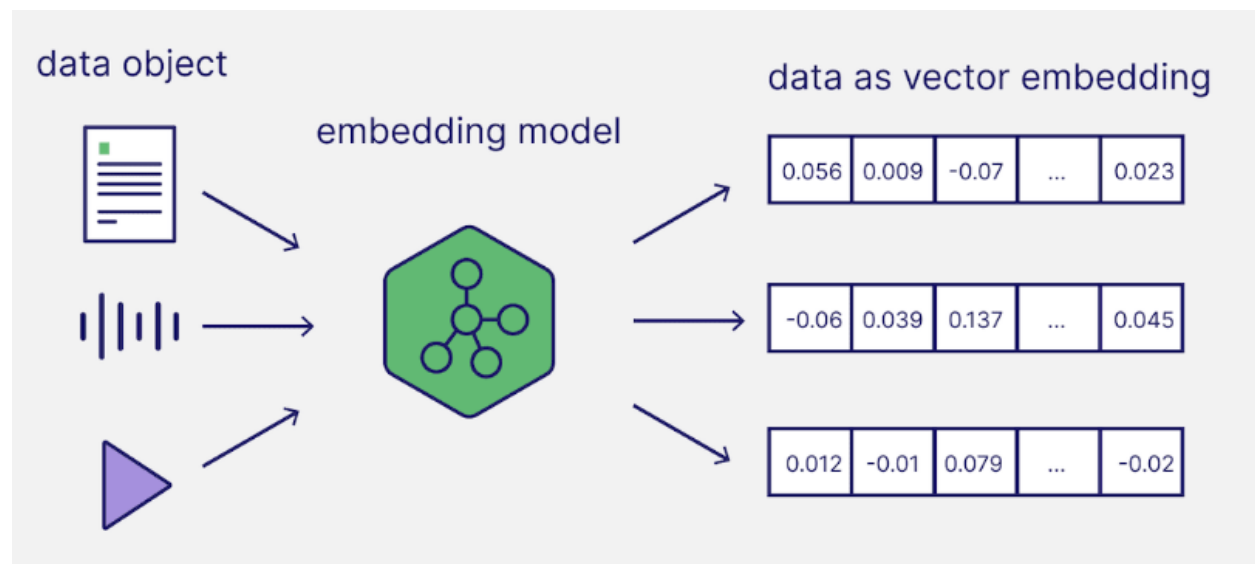 data object
embedding model
data as vector embedding
0.056 0.009 -0.07 ... 0.023
-0.06 0.039 0.137 ... 0.045
0.012 -0.01 0.079 ... -0.02